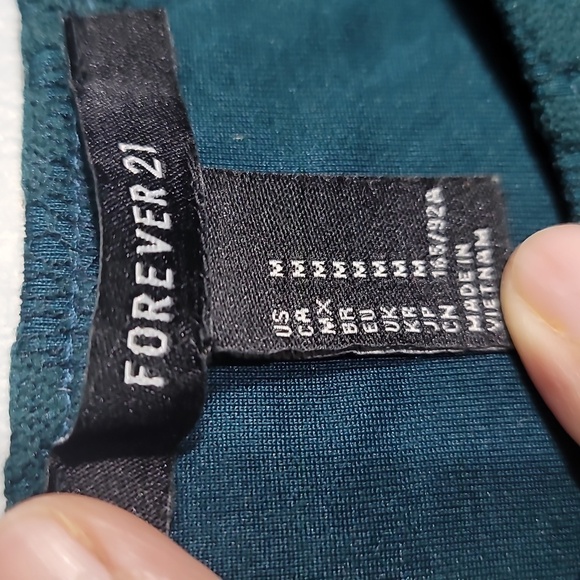 FOREVER 21
US M
CA M
MX M
BR M
EU M
UK M
KR M
JP M
CN 165/92A
MADE IN
VIETNAM